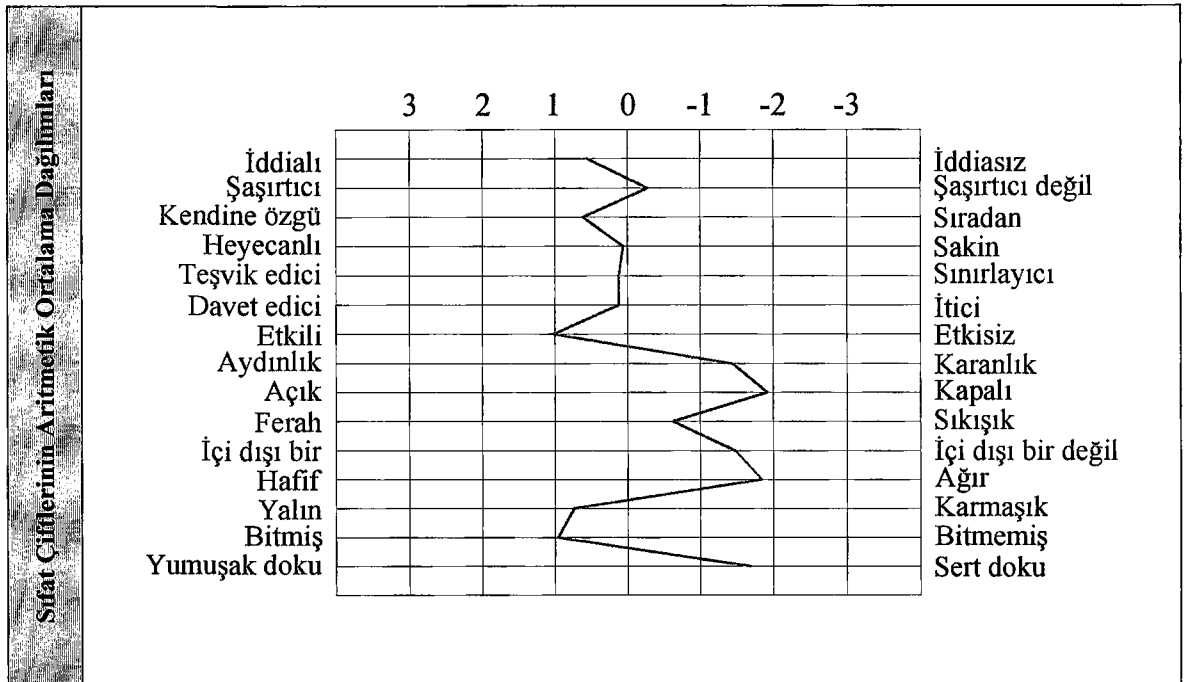 Sıfat Çiftlerinin Aritmetik Ortalama Dağılımları
3 2 1 0 -1 -2 -3
İddialı İddiasız
Şaşırtıcı Şaşırtıcı değil
Kendine özgü Sıradan
Heyecanlı Sakin
Teşvik edici Sınırlayıcı
Davet edici İtici
Etkili Etkisiz
Aydınlık Karanlık
Açık Kapalı
Ferah Sıkışık
İçi dışı bir İçi dışı bir değil
Hafif Ağır
Yalın Karmaşık
Bitmiş Bitmemiş
Yumuşak doku Sert doku